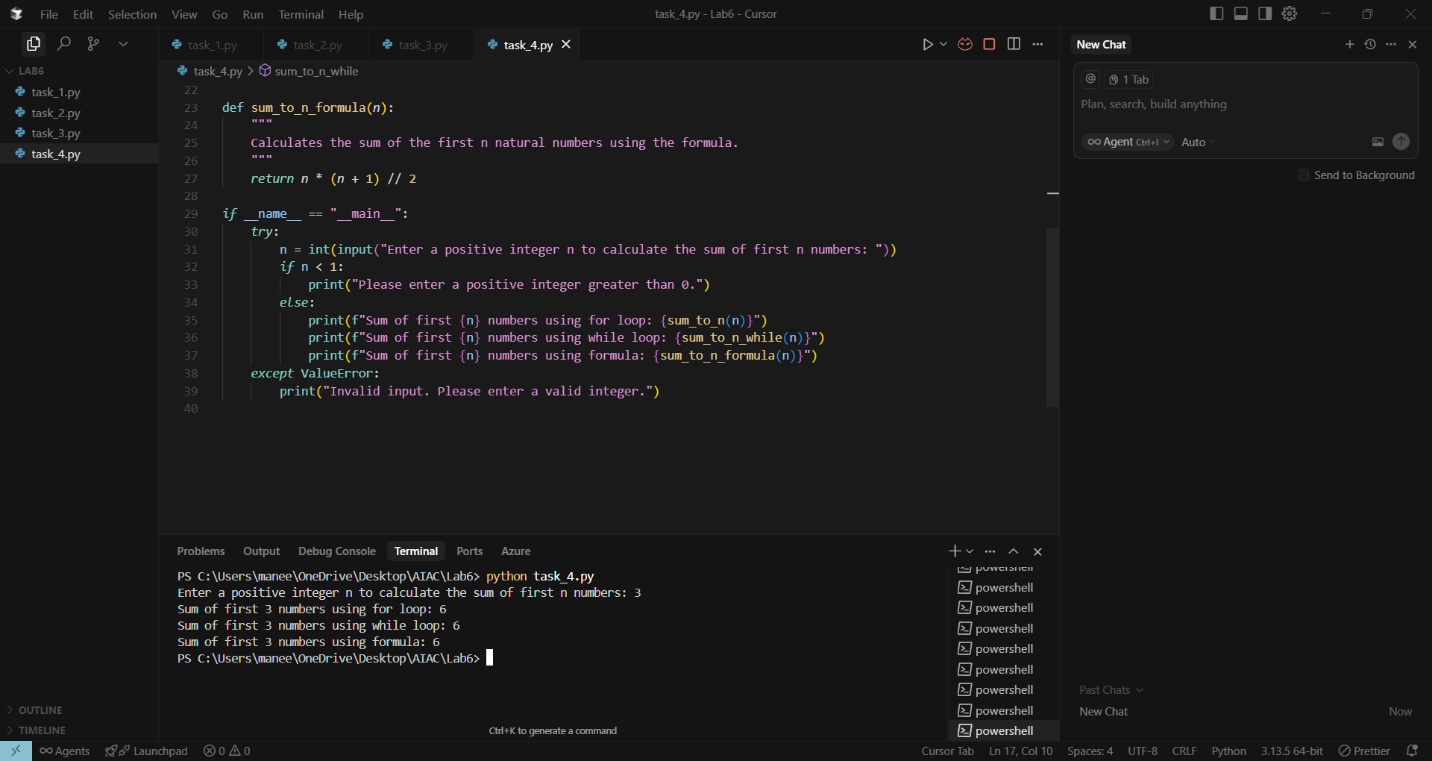 File Edit Selection View Go Run Terminal Help
task_4.py - Lab6 - Cursor
LAB6
task_1.py
task_2.py
task_3.py
task_4.py
OUTLINE
TIMELINE
task_1.py task_2.py task_3.py task_4.py
task_4.py > sum_to_n_while
22
23 def sum_to_n_formula(n):
24 """
25 Calculates the sum of the first n natural numbers using the formula.
26 """
27 return n * (n + 1) // 2
28
29 if __name__ == "__main__":
30 try:
31 n = int(input("Enter a positive integer n to calculate the sum of first n numbers: "))
32 if n < 1:
33 print("Please enter a positive integer greater than 0.")
34 else:
35 print(f"Sum of first {n} numbers using for loop: {sum_to_n(n)}")
36 print(f"Sum of first {n} numbers using while loop: {sum_to_n_while(n)}")
37 print(f"Sum of first {n} numbers using formula: {sum_to_n_formula(n)}")
38 except ValueError:
39 print("Invalid input. Please enter a valid integer.")
40
Problems Output Debug Console Terminal Ports Azure
PS C:\Users\manee\OneDrive\Desktop\AIAC\Lab6> python task_4.py
Enter a positive integer n to calculate the sum of first n numbers: 3
Sum of first 3 numbers using for loop: 6
Sum of first 3 numbers using while loop: 6
Sum of first 3 numbers using formula: 6
PS C:\Users\manee\OneDrive\Desktop\AIAC\Lab6>
Ctrl+K to generate a command
powershell
powershell
powershell
powershell
powershell
powershell
powershell
powershell
powershell
New Chat
@ 1 Tab
Plan, search, build anything
Agent Ctrl+I Auto
Send to Background
Past Chats
New Chat Now
Agents Launchpad 0 0 Cursor Tab Ln 17, Col 10 Spaces: 4 UTF-8 CRLF Python 3.13.5 64-bit Prettier